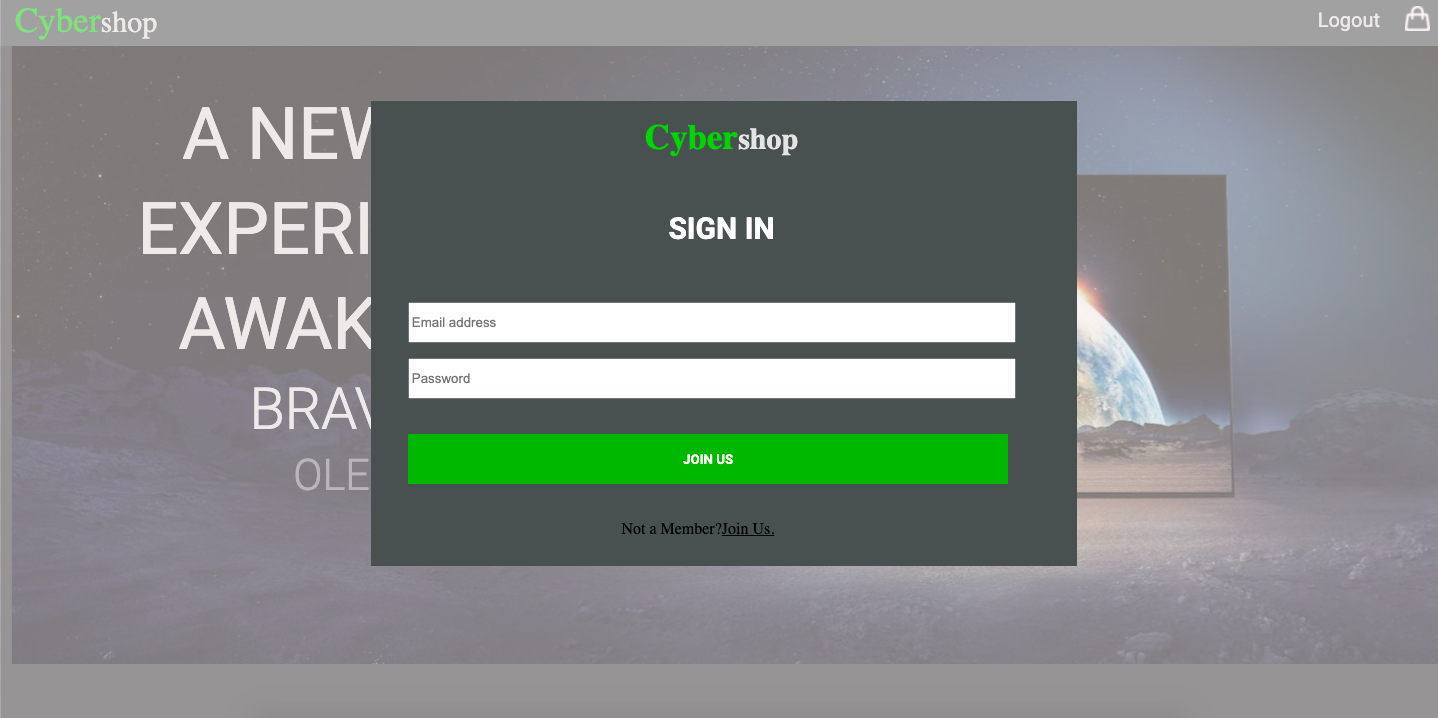 Cybershop
Logout
A NEW
EXPERI
AWAK
BRAV
OLE
Cybershop
SIGN IN
Email address
Password
JOIN US
Not a Member?Join Us.